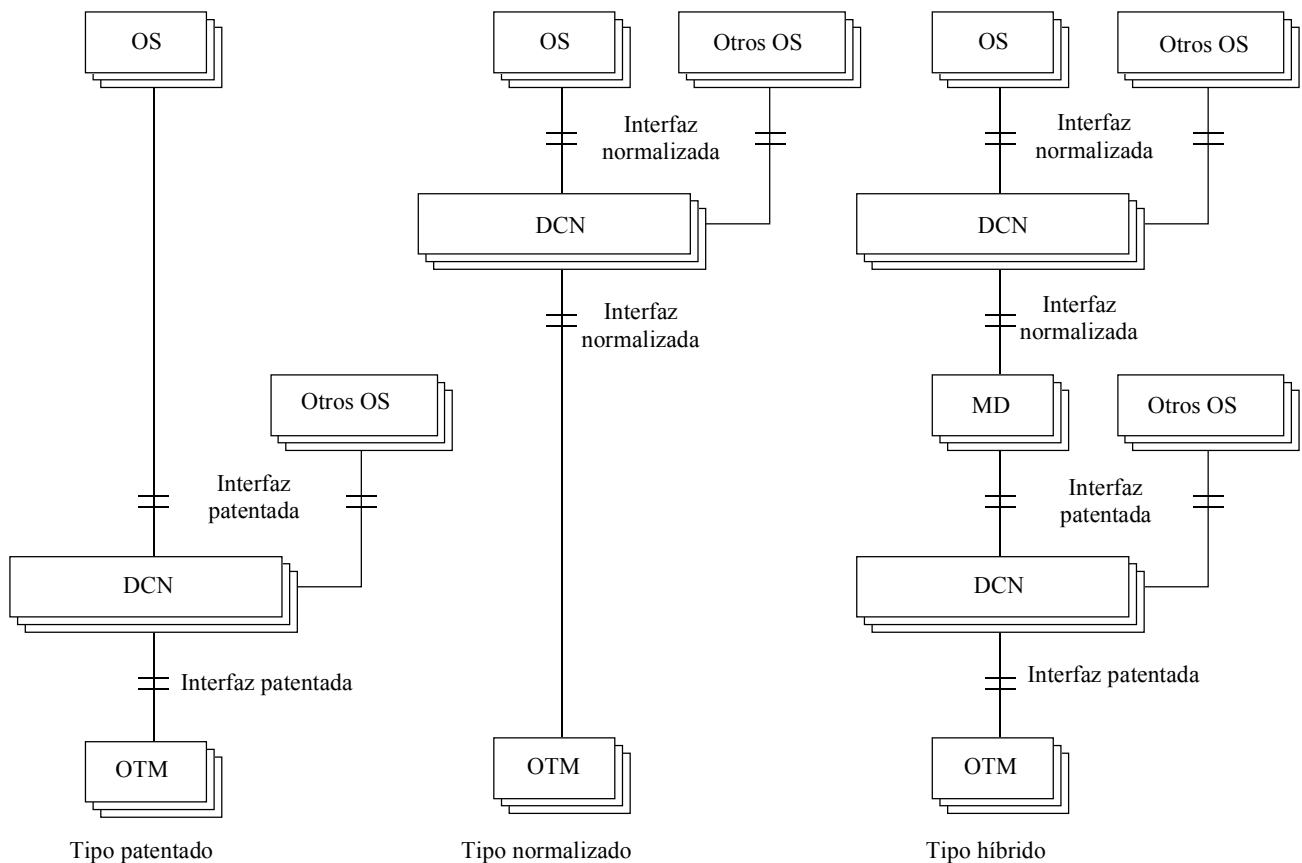 OS
Interfaz
patentada
Otros OS
DCN
Interfaz patentada
OTM
Tipo patentado
OS
Otros OS
Interfaz
normalizada
DCN
Interfaz
normalizada
OTM
Tipo normalizado
OS
Otros OS
Interfaz
normalizada
DCN
Interfaz
normalizada
MD
Otros OS
Interfaz
patentada
DCN
Interfaz patentada
OTM
Tipo híbrido